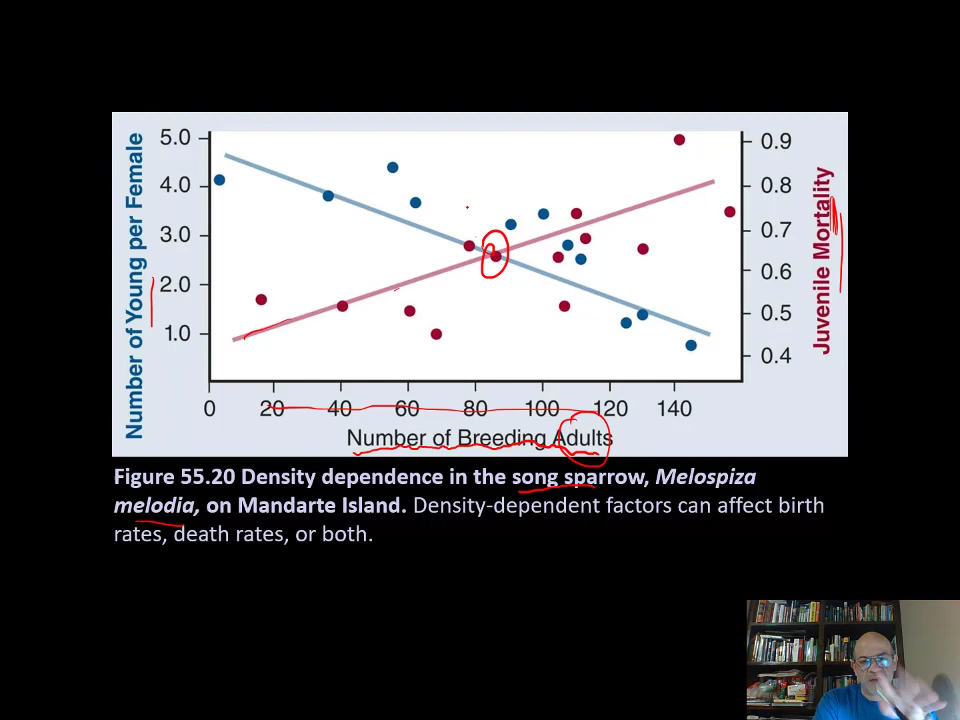 Number of Young per Female
5.0
4.0
3.0
2.0
1.0
0.9
0.8
0.7
0.6
0.5
0.4
Juvenile Mortality
0 20 40 60 80 100 120 140
Number of Breeding Adults
Figure 55.20 Density dependence in the song sparrow, Melospiza
melodia, on Mandarte Island. Density-dependent factors can affect birth
rates, death rates, or both.